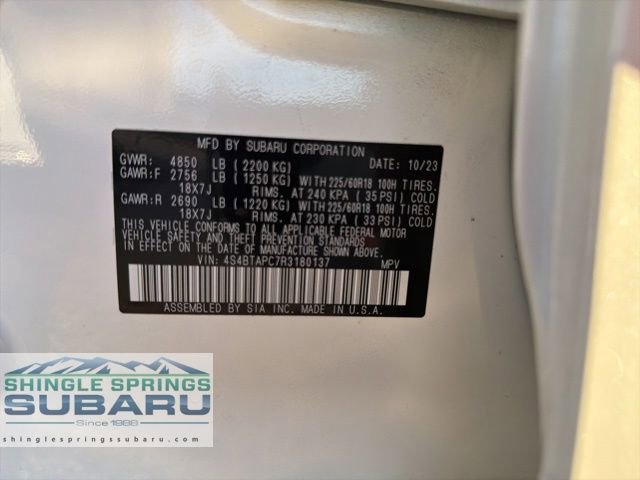 MFD BY SUBARU CORPORATION
GVWR: 4850 LB (2200 KG) DATE: 10/23
GAWR:F 2756 LB (1250 KG) WITH 225/60R18 100H TIRES
18X7J RIMS, AT 240 KPA (35 PSI) COLD
GAWR:R 2690 LB (1220 KG) WITH 225/60R18 100H TIRES
18X7J RIMS, AT 230 KPA (33 PSI) COLD
THIS VEHICLE CONFORMS TO ALL APPLICABLE FEDERAL MOTOR
VEHICLE SAFETY AND THEFT PREVENTION STANDARDS
IN EFFECT ON THE DATE OF MANUFACTURE SHOWN ABOVE.
VIN: 4S4BTAPC7R3180137 MPV
ASSEMBLED BY SIA INC. MADE IN U.S.A.
SHINGLE SPRINGS
SUBARU
Since 1988
shinglespringssubaru.com